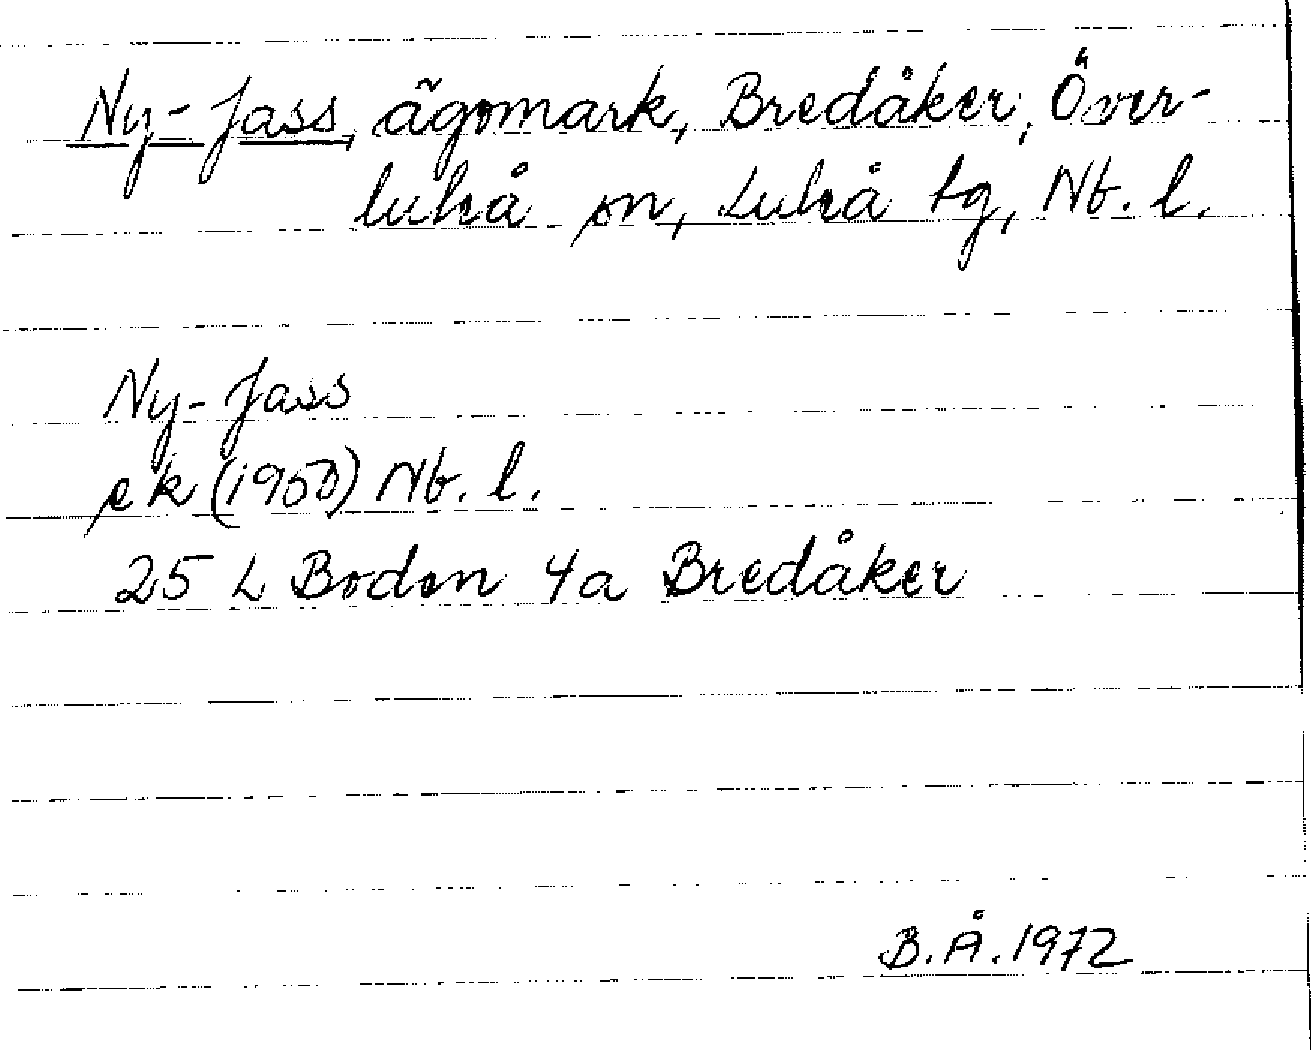 Ny-Jass, ägomark, Bredåker, Över-
luleå sn, Luleå tg, Nb. l.
Ny-Jass
ek (1950) Nb. l.
25 L Boden 4a Bredåker
B.Å.1972